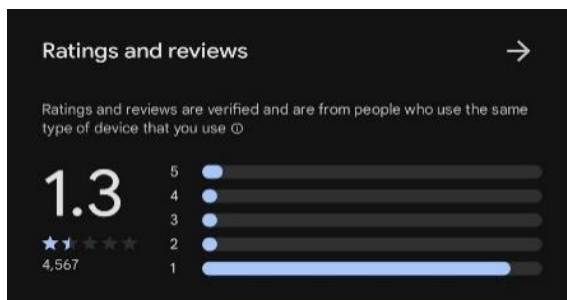 Ratings and reviews
Ratings and reviews are verified and are from people who use the same
type of device that you use
1.3
4,567
5
4
3
2
1